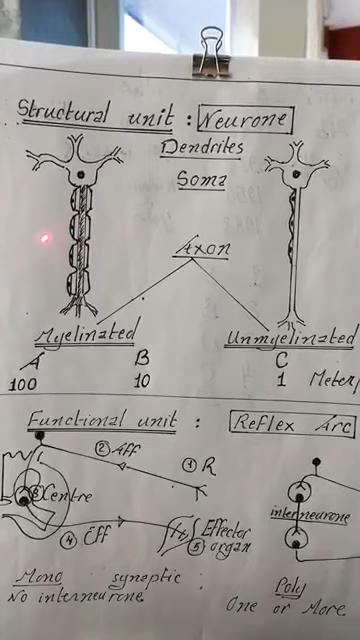 Structural unit : Neurone
Dendrites
Soma
Axon
Myelinated Unmyelinated
A B C
100 10 1 Meter/
Functional unit : Reflex Arc
② Aff ① R
③ Centre
interneurone
④ Eff Effector
⑤ organ
Mono synaptic : Poly
No interneurone. One or More.